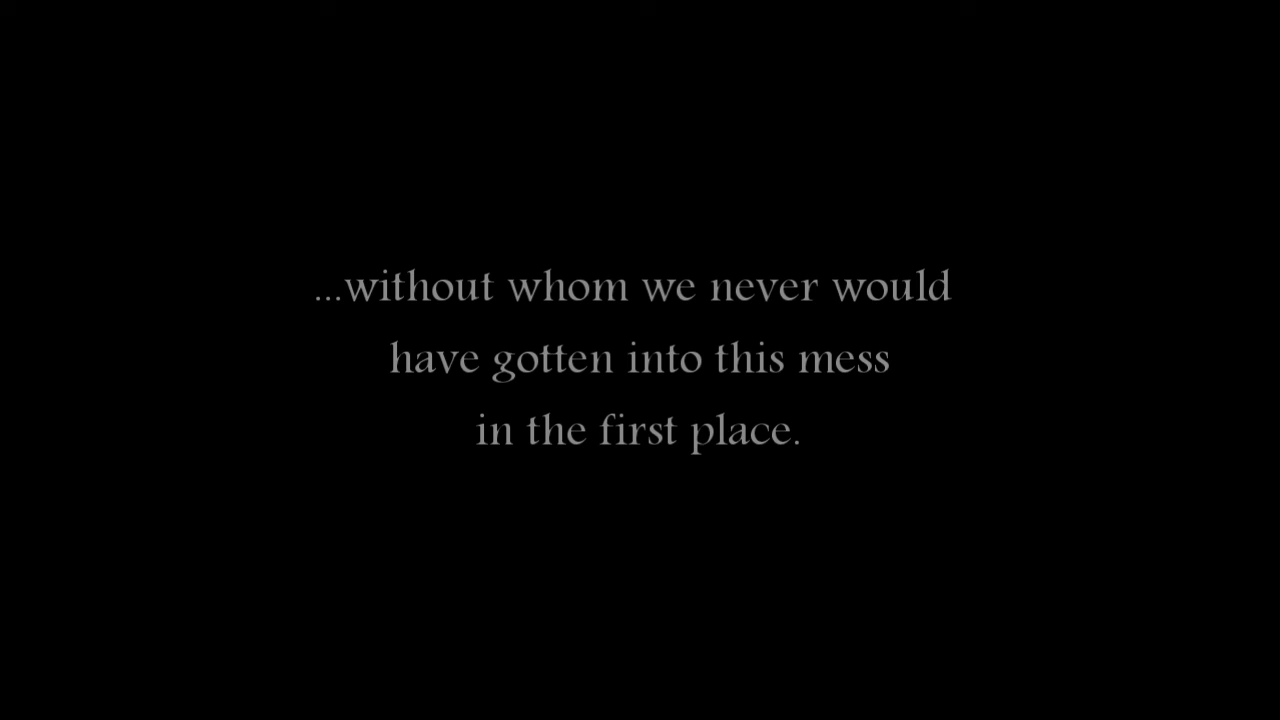 ...without whom we never would
have gotten into this mess
in the first place.